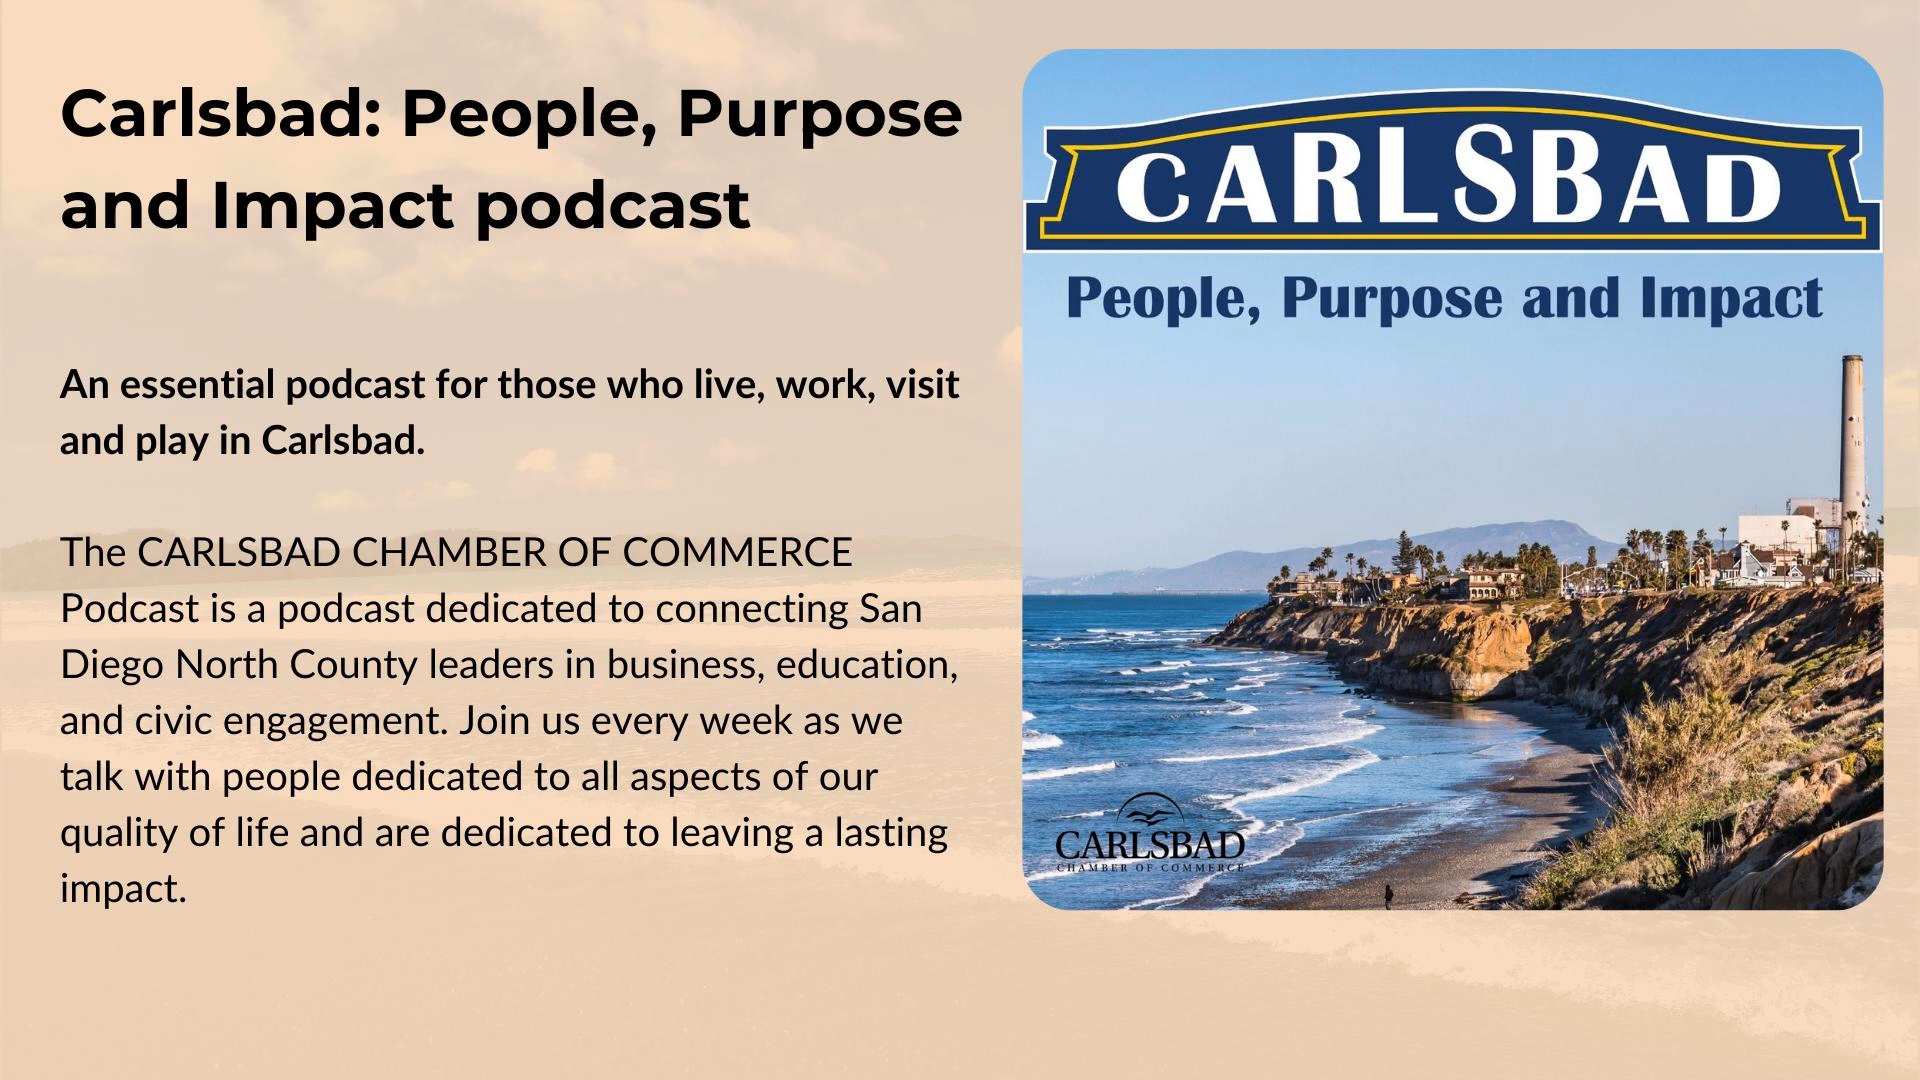 Carlsbad: People, Purpose
and Impact podcast
An essential podcast for those who live, work, visit
and play in Carlsbad.
The CARLSBAD CHAMBER OF COMMERCE
Podcast is a podcast dedicated to connecting San
Diego North County leaders in business, education,
and civic engagement. Join us every week as we
talk with people dedicated to all aspects of our
quality of life and are dedicated to leaving a lasting
impact.
CARLSBAD
People, Purpose and Impact
CARLSBAD
CHAMBER OF COMMERCE